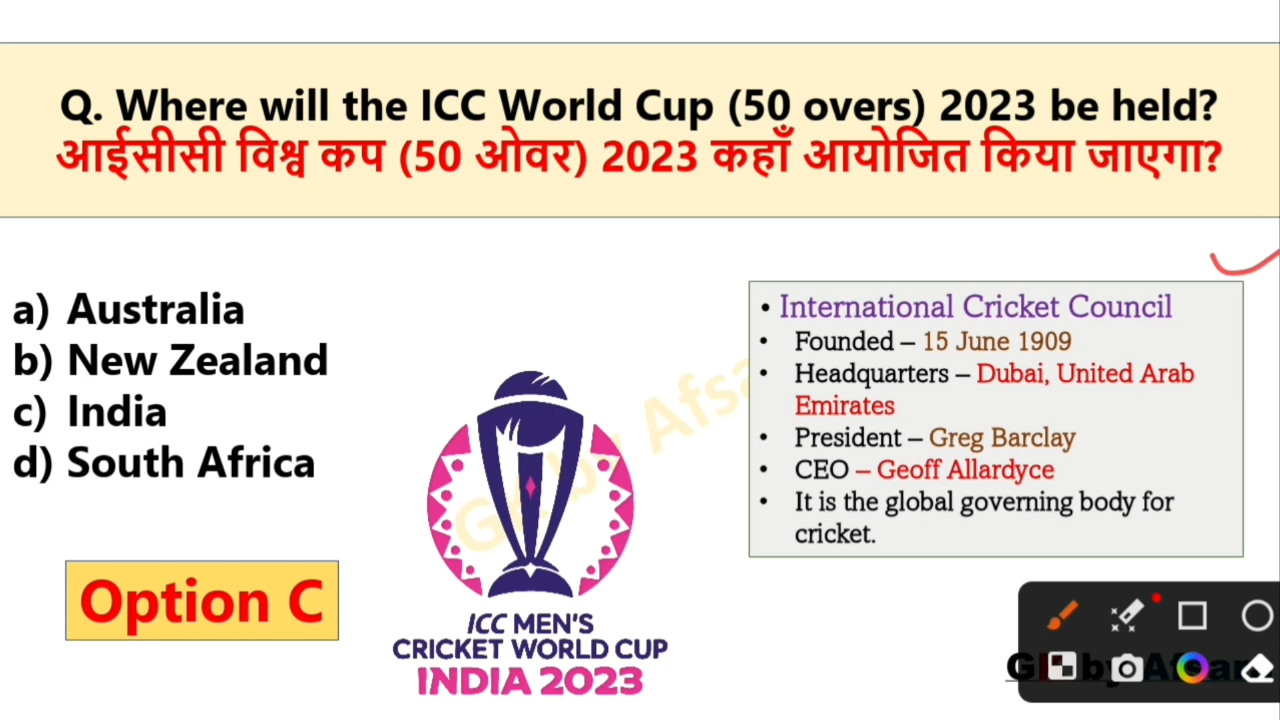 Q. Where will the ICC World Cup (50 overs) 2023 be held?
आईसीसी विश्व कप (50 ओवर) 2023 कहाँ आयोजित किया जाएगा?
a) Australia
b) New Zealand
c) India
d) South Africa
Option C
ICC MEN'S
CRICKET WORLD CUP
INDIA 2023
• International Cricket Council
• Founded – 15 June 1909
• Headquarters – Dubai, United Arab
Emirates
• President – Greg Barclay
• CEO – Geoff Allardyce
• It is the global governing body for
cricket.
by